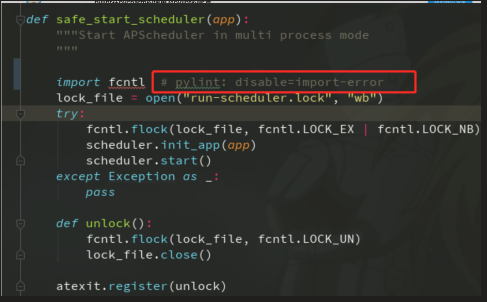 def safe_start_scheduler(app):
"""Start APScheduler in multi process mode
"""
import fcntl  # pylint: disable=import-error
lock_file = open("run-scheduler.lock", "wb")
try:
fcntl.flock(lock_file, fcntl.LOCK_EX | fcntl.LOCK_NB)
scheduler.init_app(app)
scheduler.start()
except Exception as _:
pass
def unlock():
fcntl.flock(lock_file, fcntl.LOCK_UN)
lock_file.close()
atexit.register(unlock)